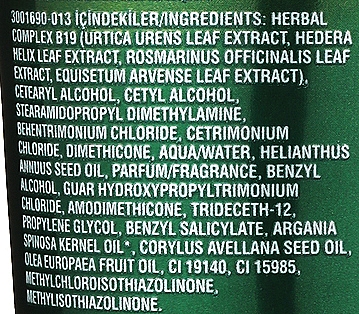 3001690-013 İÇİNDEKİLER/INGREDIENTS: HERBAL
COMPLEX B19 (URTICA URENS LEAF EXTRACT, HEDERA
HELIX LEAF EXTRACT, ROSMARINUS OFFICINALIS LEAF
EXTRACT, EQUISETUM ARVENSE LEAF EXTRACT),
CETEARYL ALCOHOL, CETYL ALCOHOL,
STEARAMIDOPROPYL DIMETHYLAMINE,
BEHENTRIMONIUM CHLORIDE, CETRIMONIUM
CHLORIDE, DIMETHICONE, AQUA/WATER, HELIANTHUS
ANNUUS SEED OIL, PARFUM/FRAGRANCE, BENZYL
ALCOHOL, GUAR HYDROXYPROPYLTRIMONIUM
CHLORIDE, AMODIMETHICONE, TRIDECETH-12,
PROPYLENE GLYCOL, BENZYL SALICYLATE, ARGANIA
SPINOSA KERNEL OIL*, CORYLUS AVELLANA SEED OIL,
OLEA EUROPAEA FRUIT OIL, CI 19140, CI 15985,
METHYLCHLOROISOTHIAZOLINONE,
METHYLISOTHIAZOLINONE.